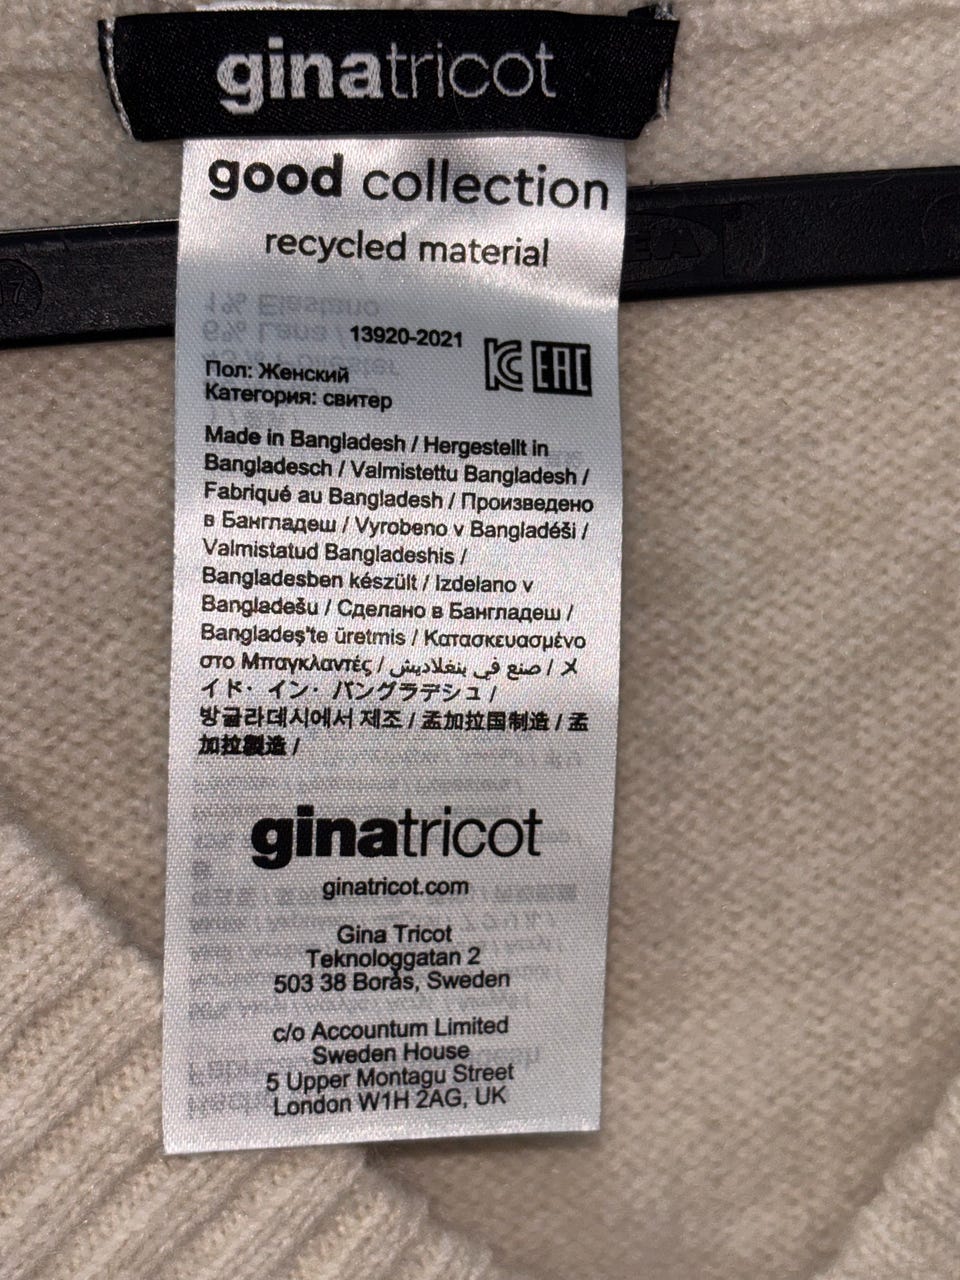 ginatricot
good collection
recycled material
1% Elastano
6% Lana /
13920-2021
Пол: Женский
Категория: свитер
Made in Bangladesh / Hergestellt in
Bangladesch / Valmistettu Bangladesh /
Fabriqué au Bangladesh / Произведено
в Бангладеш / Vyrobeno v Bangladéši /
Valmistatud Bangladeshis /
Bangladesben készült / Izdelano v
Bangladešu / Сделано в Бангладеш /
Bangladeş'te üretmis / Κατασκευασμένο
στο Μπαγκλαντές / صنع في بنغلاديش / メ
イド・イン・バングラデシュ /
방글라데시에서 제조 / 孟加拉国制造 / 孟
加拉製造 /
ginatricot
ginatricot.com
Gina Tricot
Teknologgatan 2
503 38 Borås, Sweden
c/o Accountum Limited
Sweden House
5 Upper Montagu Street
London W1H 2AG, UK